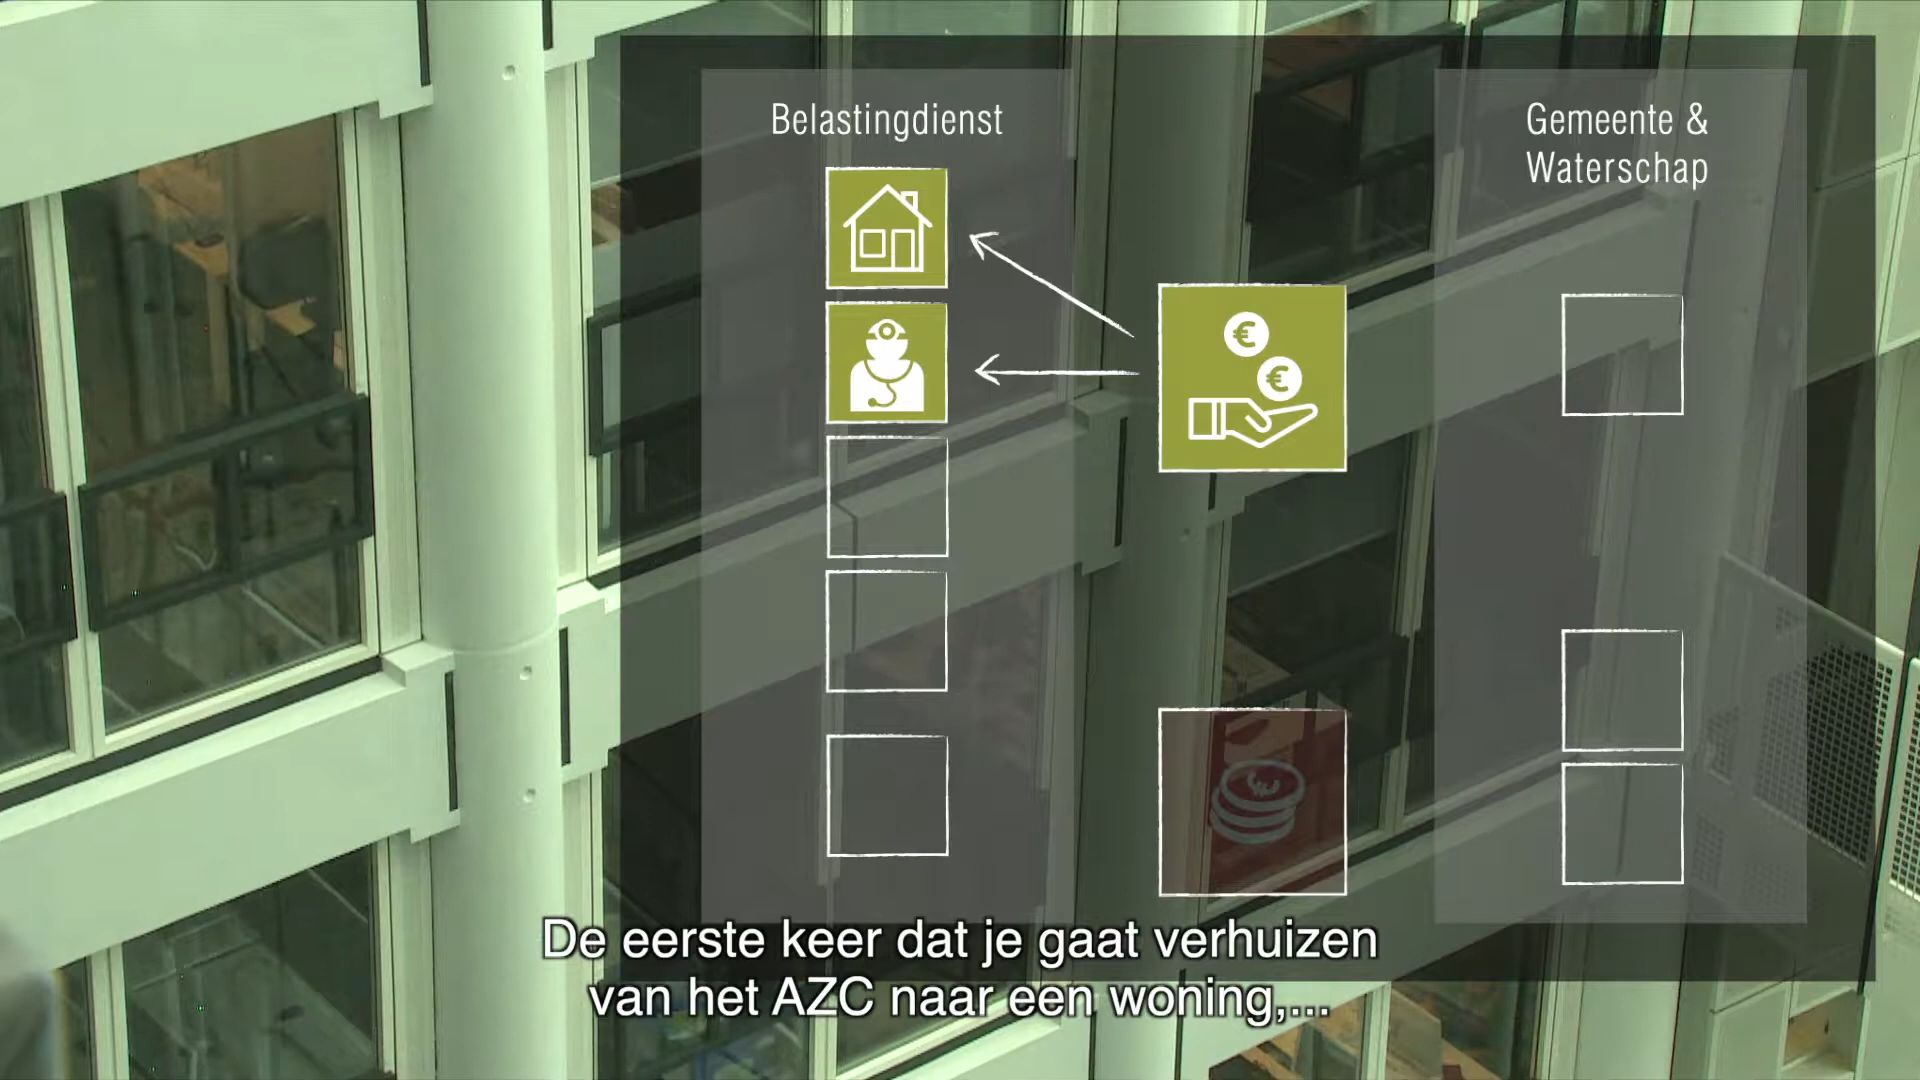 Belastingdienst
Gemeente &
Waterschap
€
€
De eerste keer dat je gaat verhuizen
van het AZC naar een woning,...